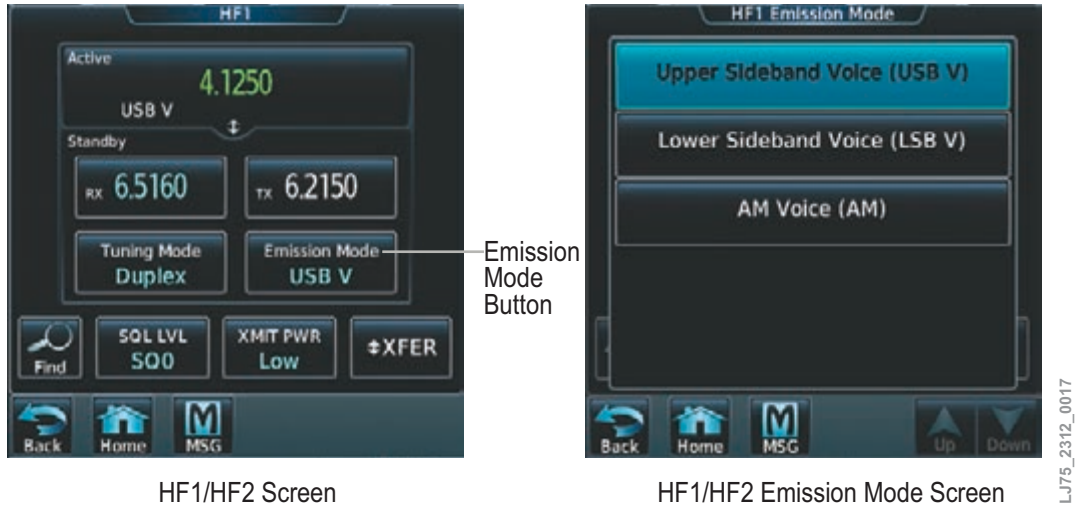 HF1
Active
4.1250
USB V
Standby
RX 6.5160
TX 6.2150
Tuning Mode
Duplex
Emission Mode
USB V
Find
SQL LVL
SQ0
XMIT PWR
Low
XFER
Back
Home
MSG
HF1/HF2 Screen
Emission
Mode
Button
HF1 Emission Mode
Upper Sideband Voice (USB V)
Lower Sideband Voice (LSB V)
AM Voice (AM)
Back
Home
MSG
Up
Down
HF1/HF2 Emission Mode Screen
LJ75_2312_0017